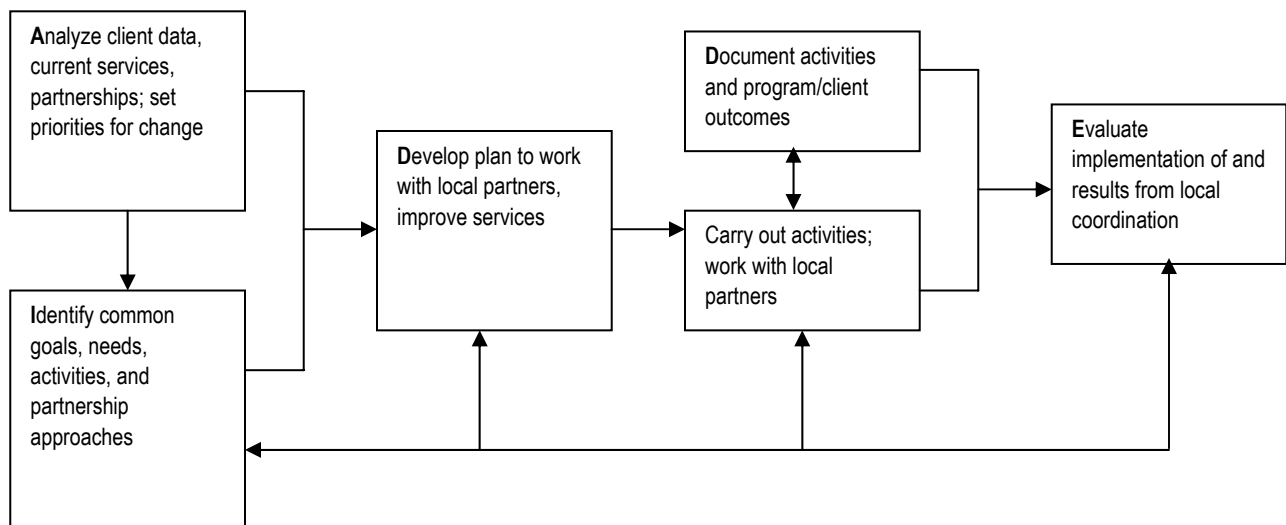 Analyze client data,
current services,
partnerships; set
priorities for change
Identify common
goals, needs,
activities, and
partnership
approaches
Develop plan to work
with local partners,
improve services
Document activities
and program/client
outcomes
Carry out activities;
work with local
partners
Evaluate
implementation of and
results from local
coordination